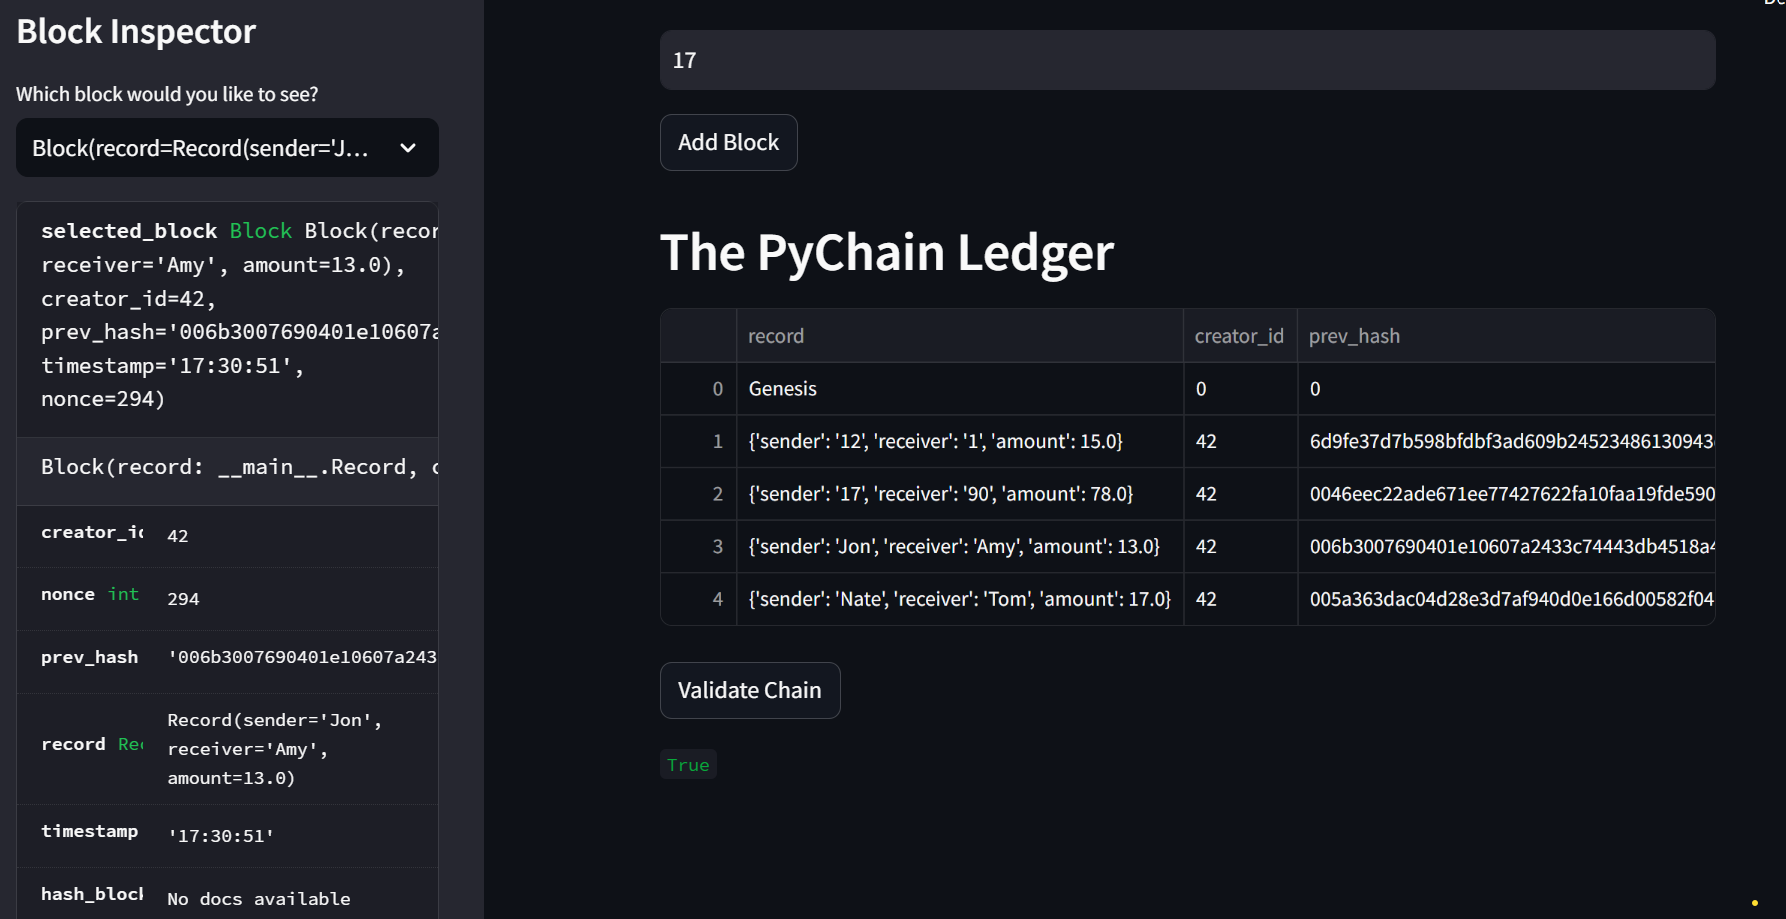 Block Inspector
Which block would you like to see?
Block(record=Record(sender='J...
selected_block Block Block(recor
receiver='Amy', amount=13.0),
creator_id=42,
prev_hash='006b3007690401e10607a
timestamp='17:30:51',
nonce=294)
Block(record: __main__.Record, c
creator_id 42
nonce int 294
prev_hash '006b3007690401e10607a243
record Rec Record(sender='Jon',
receiver='Amy',
amount=13.0)
timestamp '17:30:51'
hash_block No docs available
17
Add Block
The PyChain Ledger
record creator_id prev_hash
0 Genesis 0 0
1 {'sender': '12', 'receiver': '1', 'amount': 15.0} 42 6d9fe37d7b598bfdbf3ad609b24523486130943
2 {'sender': '17', 'receiver': '90', 'amount': 78.0} 42 0046eec22ade671ee77427622fa10faa19fde590
3 {'sender': 'Jon', 'receiver': 'Amy', 'amount': 13.0} 42 006b3007690401e10607a2433c74443db4518a4
4 {'sender': 'Nate', 'receiver': 'Tom', 'amount': 17.0} 42 005a363dac04d28e3d7af940d0e166d00582f04
Validate Chain
True